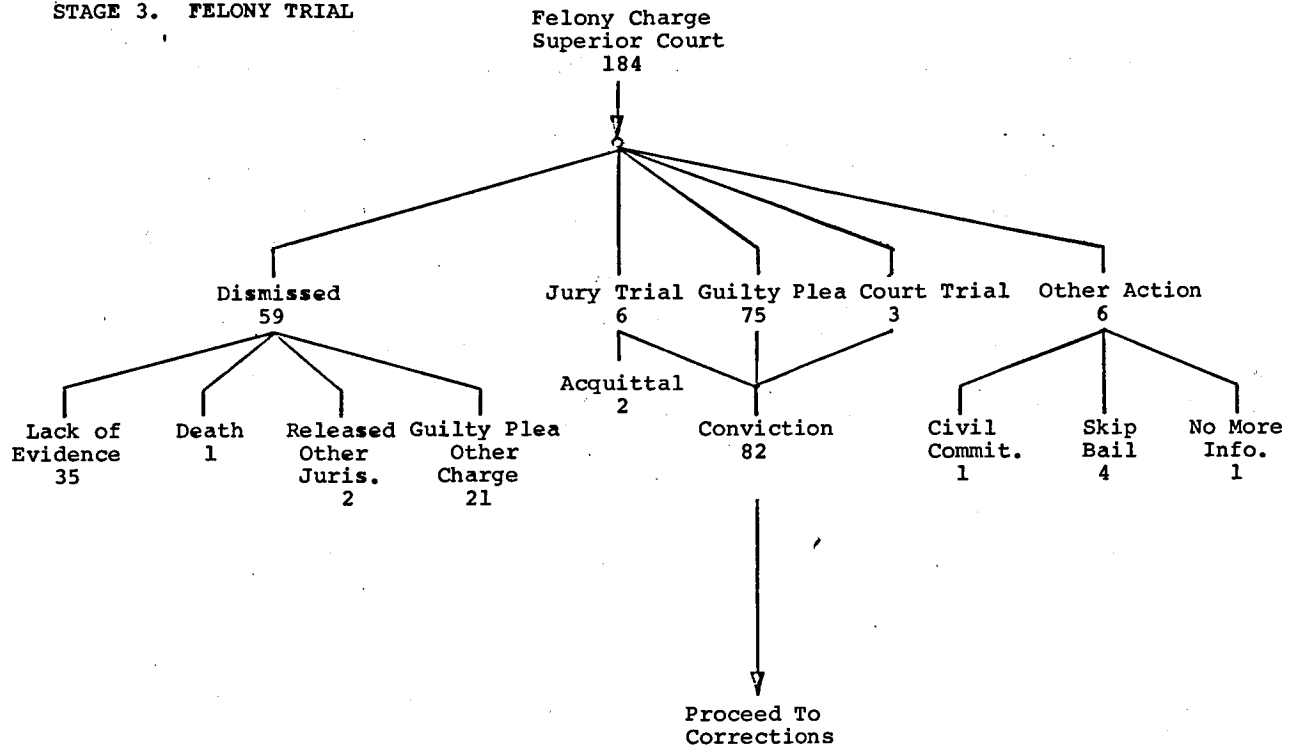 STAGE 3. FELONY TRIAL
Felony Charge
Superior Court
184
Dismissed
59
Jury Trial
6
Guilty Plea
75
Court Trial
3
Other Action
6
Lack of
Evidence
35
Death
1
Released
Other
Juris.
2
Guilty Plea
Other
Charge
21
Acquittal
2
Conviction
82
Civil
Commit.
1
Skip
Bail
4
No More
Info.
1
Proceed To
Corrections